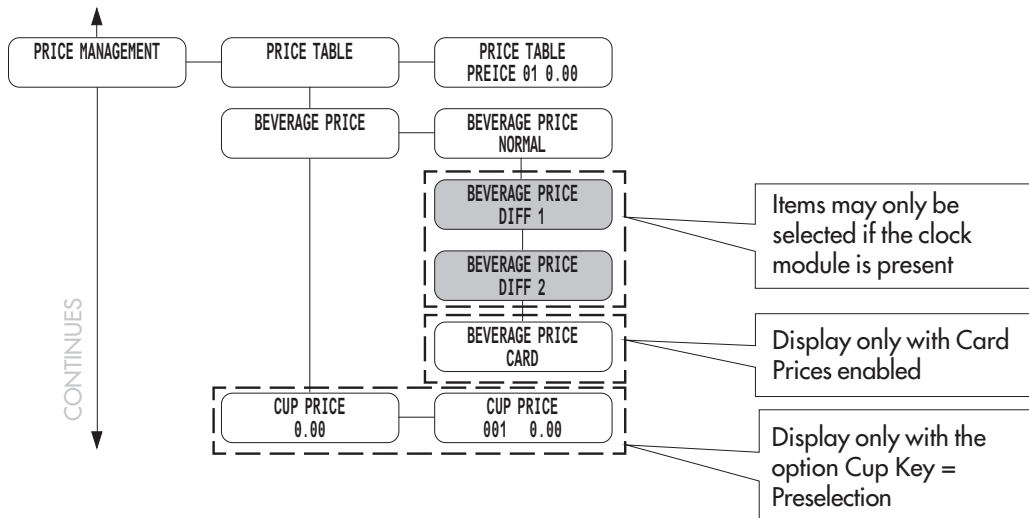 PRICE MANAGEMENT
PRICE TABLE
PRICE TABLE
PREICE 01 0.00
BEVERAGE PRICE
BEVERAGE PRICE
NORMAL
BEVERAGE PRICE
DIFF 1
BEVERAGE PRICE
DIFF 2
BEVERAGE PRICE
CARD
CUP PRICE
0.00
CUP PRICE
001 0.00
Items may only be
selected if the clock
module is present
Display only with Card
Prices enabled
Display only with the
option Cup Key =
Preselection
CONTINUES